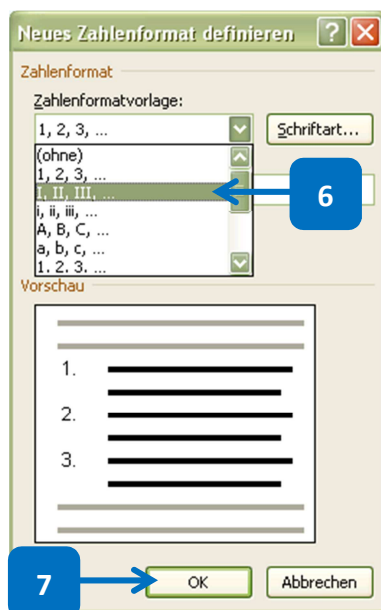 Neues Zahlenformat definieren
Zahlenformat
Zahlenformatvorlage:
1, 2, 3, ...
Schriftart...
(ohne)
1, 2, 3, ...
I, II, III, ...
6
i, ii, iii, ...
A, B, C, ...
a, b, c, ...
1. 2. 3. ...
Vorschau
1.
2.
3.
7
OK
Abbrechen